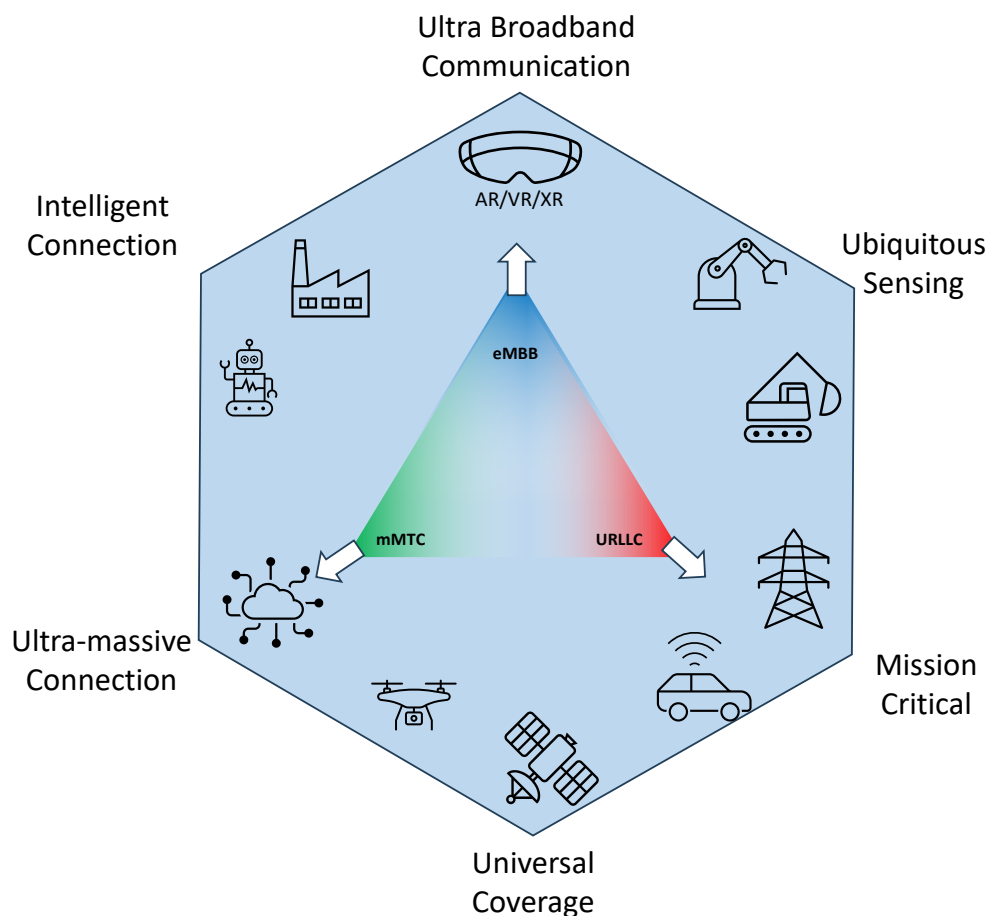 Ultra Broadband
Communication
AR/VR/XR
Intelligent
Connection
Ubiquitous
Sensing
eMBB
mMTC
URLLC
Ultra-massive
Connection
Mission
Critical
Universal
Coverage